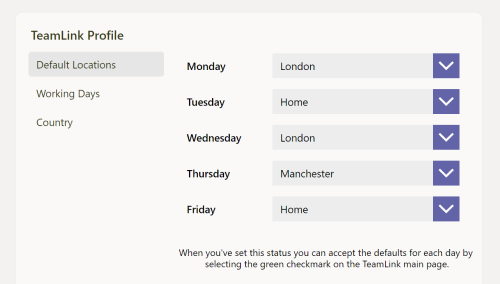 TeamLink Profile
Default Locations
Working Days
Country
Monday London
Tuesday Home
Wednesday London
Thursday Manchester
Friday Home
When you've set this status you can accept the defaults for each day by
selecting the green checkmark on the TeamLink main page.